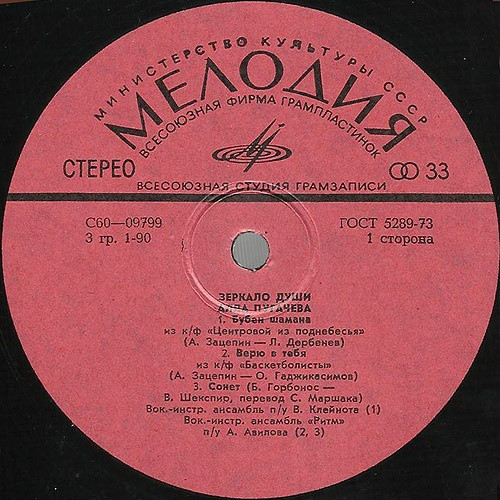 МИНИСТЕРСТВО КУЛЬТУРЫ СССР
МЕЛОДИЯ
ВСЕСОЮЗНАЯ ФИРМА ГРАМПЛАСТИНОК
СТЕРЕО
33
ВСЕСОЮЗНАЯ СТУДИЯ ГРАМЗАПИСИ
С60—09799
ГОСТ 5289-73
3 гр. 1-90
1 сторона
ЗЕРКАЛО ДУШИ
АЛЛА ПУГАЧЕВА
1. Бубан шамана
из к/ф «Центровой из поднебесья»
(А. Зацепин — Л. Дербенев)
2. Верю в тебя
из к/ф «Баскетболисты»
(А. Зацепин — О. Гаджикасимов)
3. Сонет (Б. Горбонос —
В. Шекспир, перевод С. Маршака)
Вок.-инстр. ансамбль п/у В. Клейнота (1)
Вок.-инстр. ансамбль «Ритм»
п/у А. Авилова (2, 3)